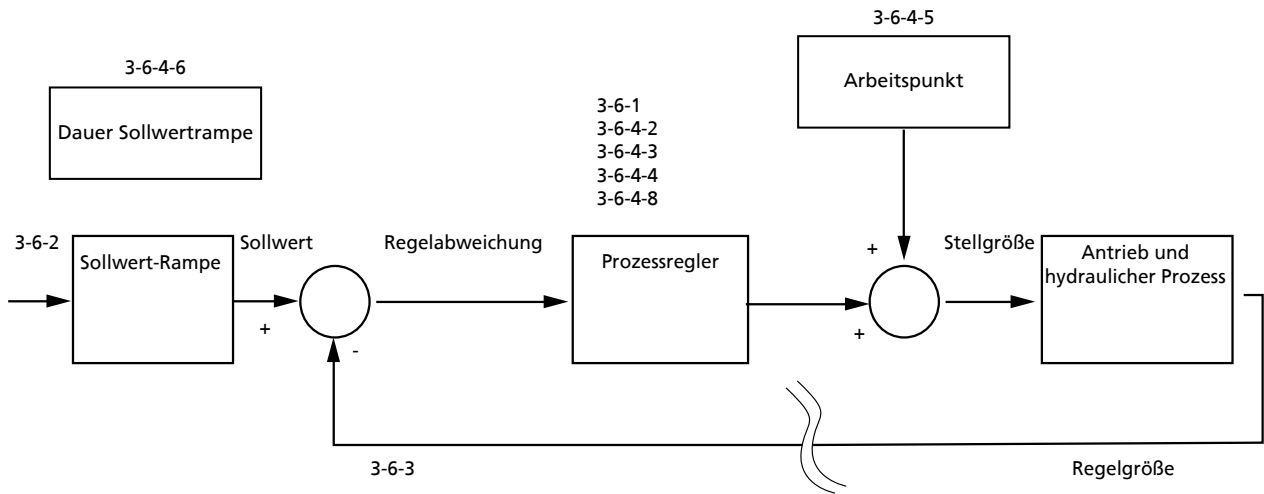 3-6-4-5
Arbeitspunkt
3-6-4-6
Dauer Sollwertrampe
3-6-1
3-6-4-2
3-6-4-3
3-6-4-4
3-6-4-8
3-6-2
Sollwert-Rampe
Sollwert
+
-
Regelabweichung
Prozessregler
+
+
Stellgröße
Antrieb und
hydraulischer Prozess
3-6-3
Regelgröße